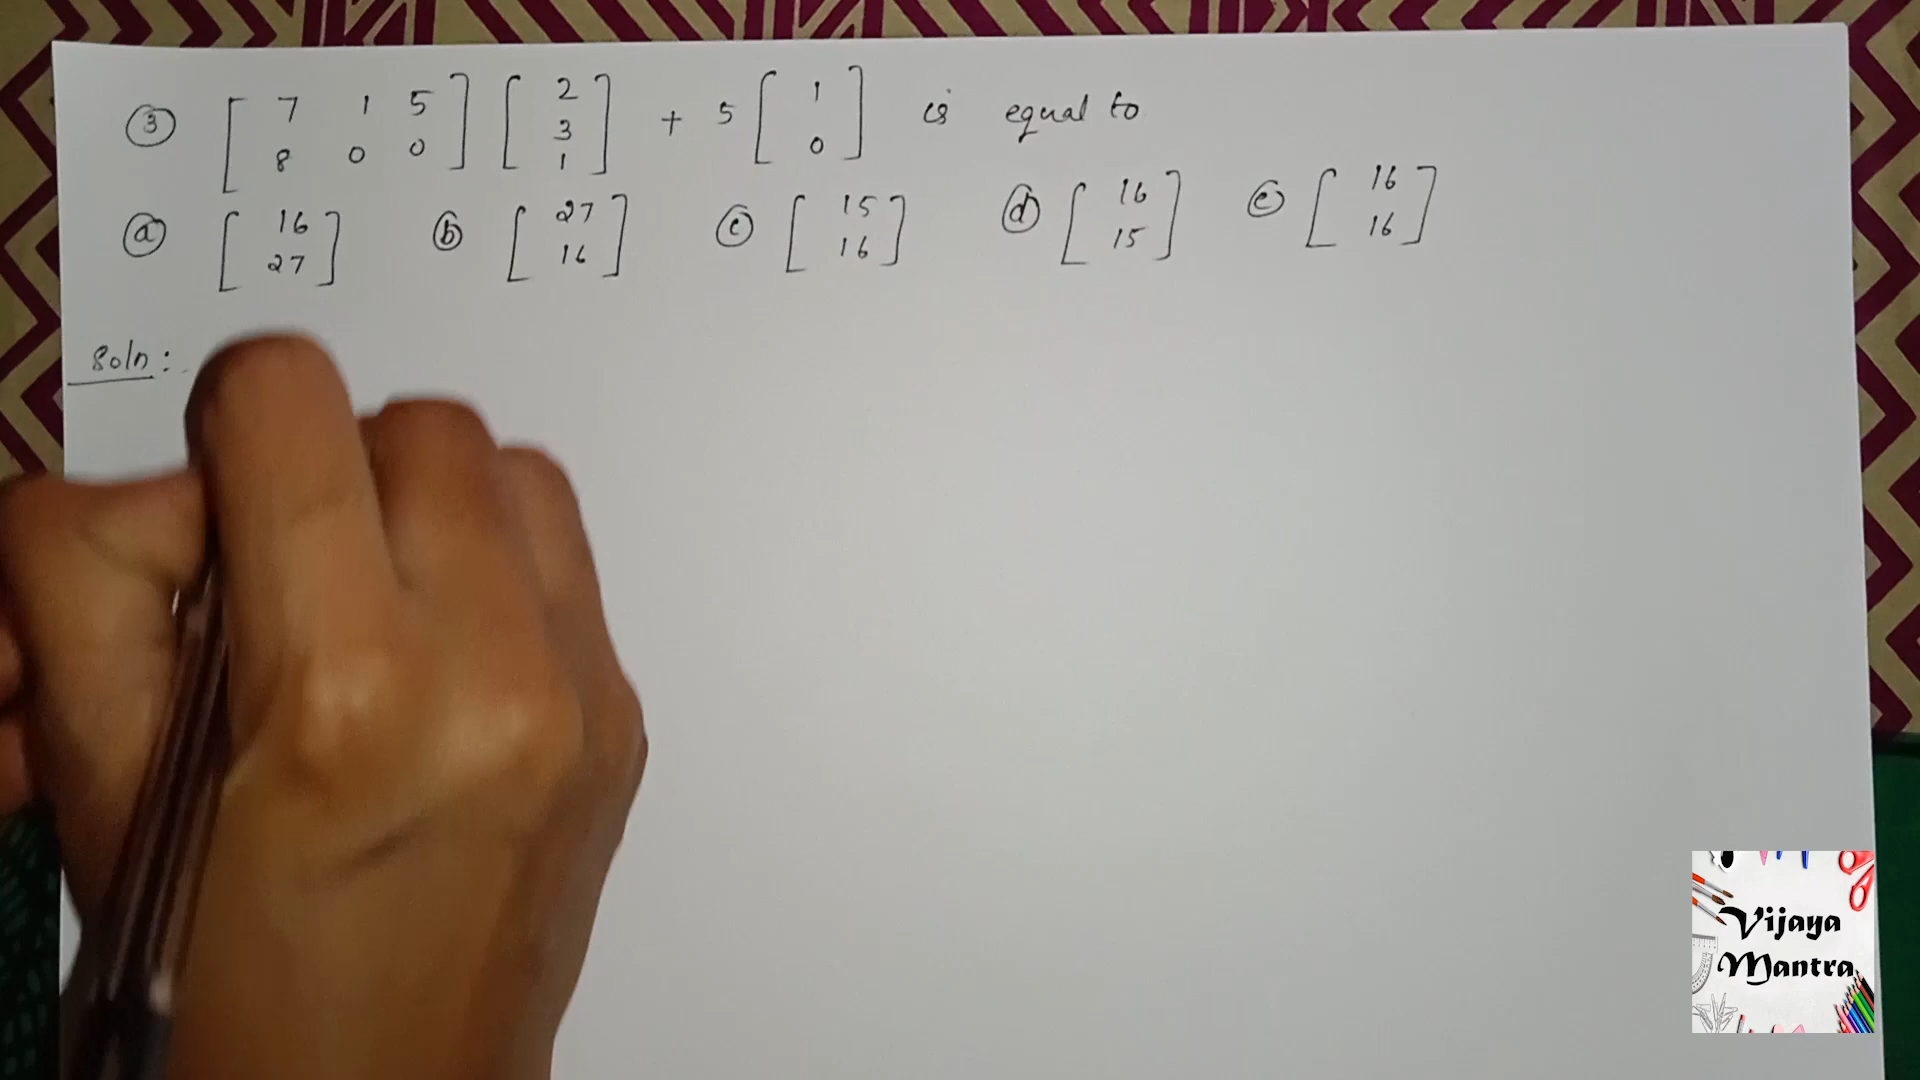 ③ [ 7 1 5 ] [ 2 ] + 5 [ 1 ] is equal to
[ 8 0 0 ] [ 3 ] [ 0 ]
[ 1 ]
ⓐ [ 16 ] ⓑ [ 27 ] ⓒ [ 15 ] ⓓ [ 16 ] ⓔ [ 16 ]
[ 27 ] [ 16 ] [ 16 ] [ 15 ] [ 16 ]
Soln :
Vijaya
Mantra